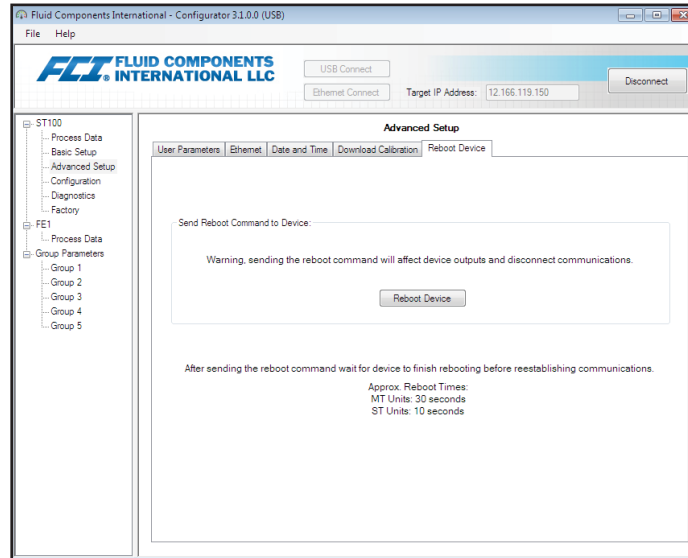 Fluid Components International - Configurator 3.1.0.0 (USB)
File Help
FCI. FLUID COMPONENTS
INTERNATIONAL LLC
USB Connect
Ethernet Connect Target IP Address: 12.166.119.150
Disconnect
ST100
Process Data
Basic Setup
Advanced Setup
Configuration
Diagnostics
Factory
FE1
Process Data
Group Parameters
Group 1
Group 2
Group 3
Group 4
Group 5
Advanced Setup
User Parameters Ethernet Date and Time Download Calibration Reboot Device
Send Reboot Command to Device:
Warning, sending the reboot command will affect device outputs and disconnect communications.
Reboot Device
After sending the reboot command wait for device to finish rebooting before reestablishing communications.
Approx. Reboot Times:
MT Units: 30 seconds
ST Units: 10 seconds